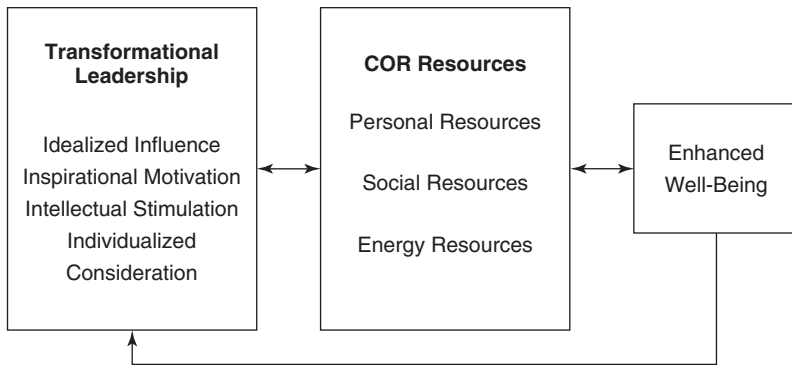 Transformational
Leadership
Idealized Influence
Inspirational Motivation
Intellectual Stimulation
Individualized
Consideration
COR Resources
Personal Resources
Social Resources
Energy Resources
Enhanced
Well-Being